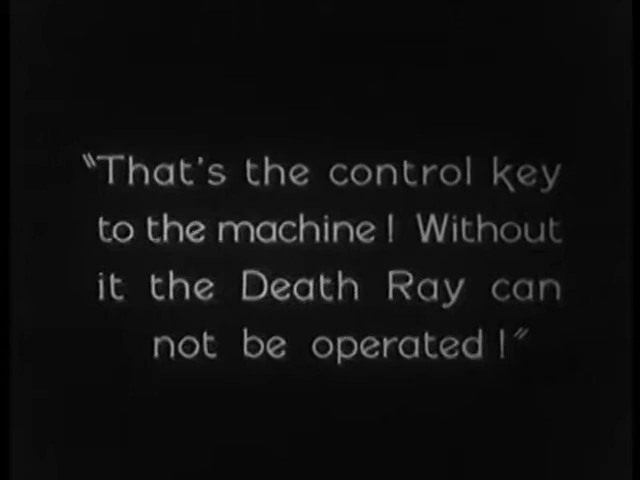 "That's the control key
to the machine! Without
it the Death Ray can
not be operated!"